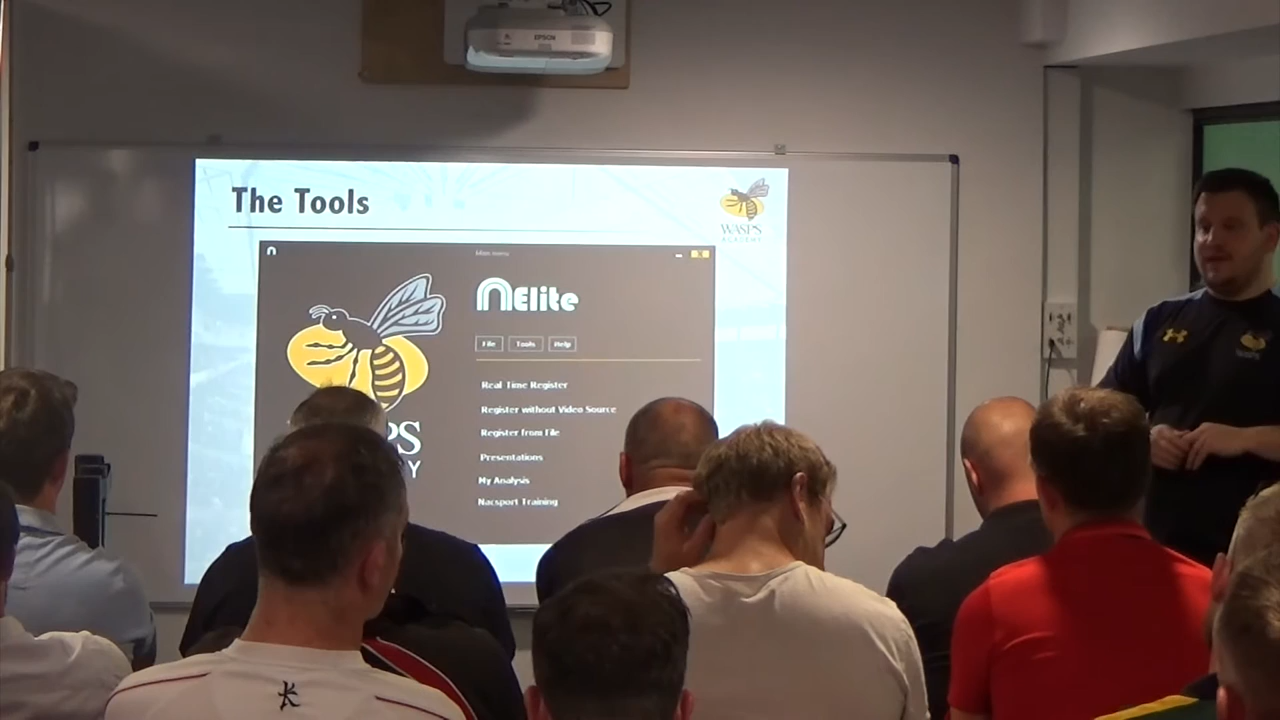 EPSON
The Tools
WASPS
ACADEMY
Main menu
X
Elite
File Tools Help
Real Time Register
Register without Video Source
Register from File
Presentations
My Analysis
Nacsport Training
PS
Y
WASPS